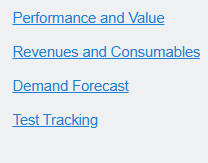 Performance and Value
Revenues and Consumables
Demand Forecast
Test Tracking